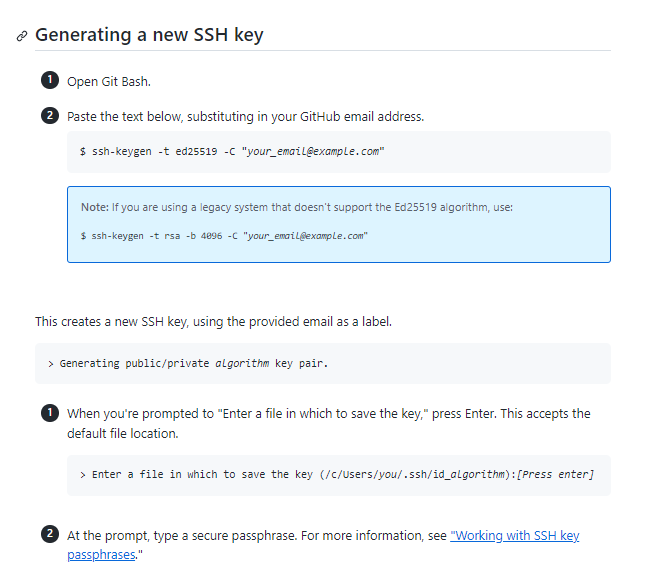 Generating a new SSH key
1 Open Git Bash.
2 Paste the text below, substituting in your GitHub email address.
$ ssh-keygen -t ed25519 -C "your_email@example.com"
Note: If you are using a legacy system that doesn't support the Ed25519 algorithm, use:
$ ssh-keygen -t rsa -b 4096 -C "your_email@example.com"
This creates a new SSH key, using the provided email as a label.
> Generating public/private algorithm key pair.
1 When you're prompted to "Enter a file in which to save the key," press Enter. This accepts the
default file location.
> Enter a file in which to save the key (/c/Users/you/.ssh/id_algorithm):[Press enter]
2 At the prompt, type a secure passphrase. For more information, see "Working with SSH key
passphrases."